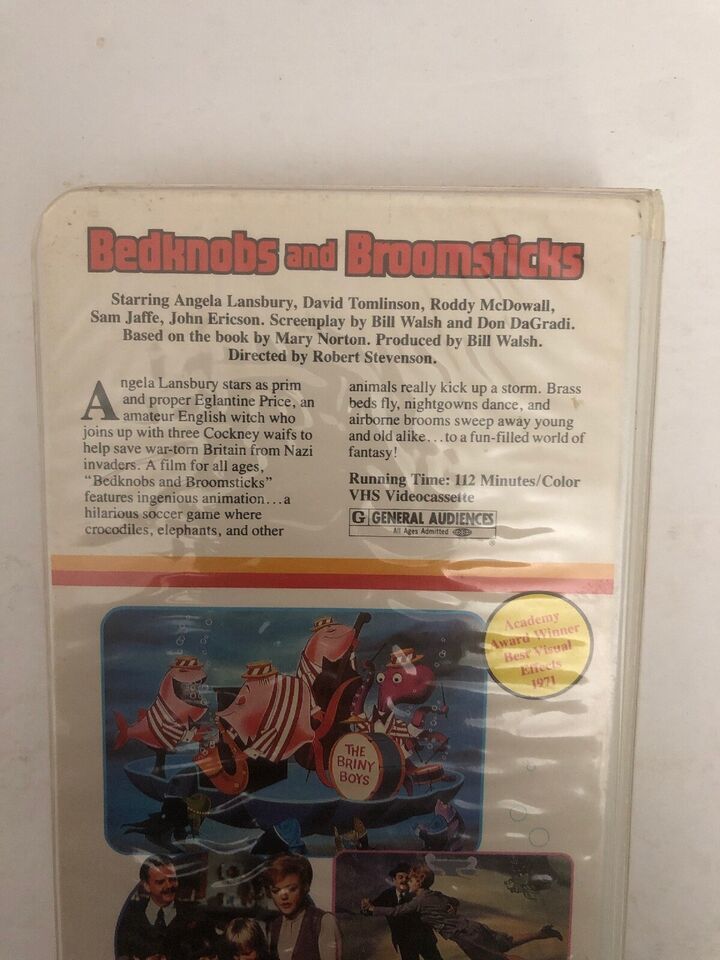 Bedknobs and Broomsticks
Starring Angela Lansbury, David Tomlinson, Roddy McDowall,
Sam Jaffe, John Ericson. Screenplay by Bill Walsh and Don DaGradi.
Based on the book by Mary Norton. Produced by Bill Walsh.
Directed by Robert Stevenson.
Angela Lansbury stars as prim
and proper Eglantine Price, an
amateur English witch who
joins up with three Cockney waifs to
help save war-torn Britain from Nazi
invaders. A film for all ages,
“Bedknobs and Broomsticks”
features ingenious animation...a
hilarious soccer game where
crocodiles, elephants, and other
animals really kick up a storm. Brass
beds fly, nightgowns dance, and
airborne brooms sweep away young
and old alike...to a fun-filled world of
fantasy!
Running Time: 112 Minutes/Color
VHS Videocassette
G GENERAL AUDIENCES
All Ages Admitted
®
Academy
Award Winner
Best Visual
Effects
1971
THE
BRINY
BOYS